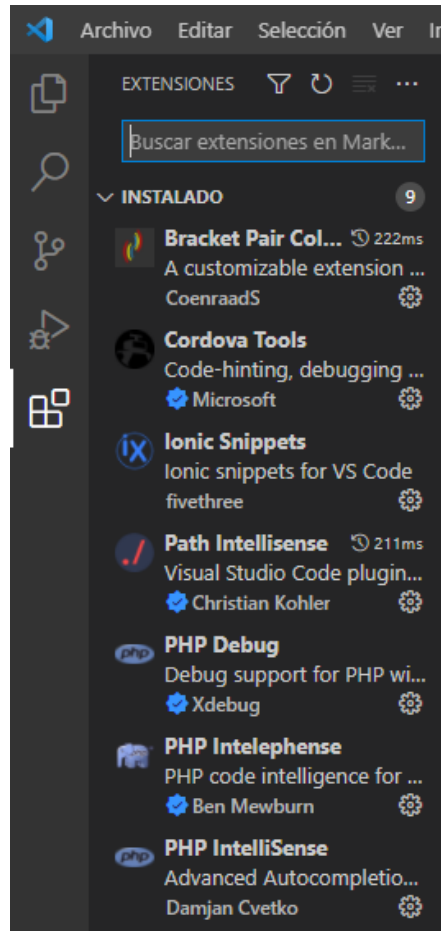 Archivo Editar Selección Ver
EXTENSIONES
Buscar extensiones en Mark...
INSTALADO 9
Bracket Pair Col... 222ms
A customizable extension ...
CoenraadS
Cordova Tools
Code-hinting, debugging ...
Microsoft
Ionic Snippets
Ionic snippets for VS Code
fivethree
Path Intellisense 211ms
Visual Studio Code plugin...
Christian Kohler
php PHP Debug
Debug support for PHP wi...
Xdebug
PHP Intelephense
PHP code intelligence for ...
Ben Mewburn
php PHP IntelliSense
Advanced Autocompletio...
Damjan Cvetko